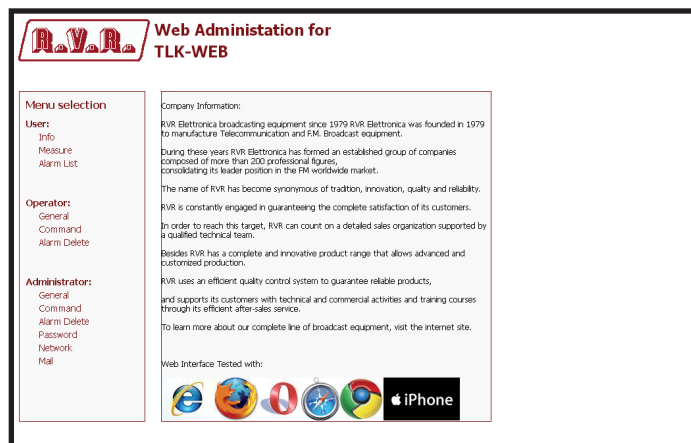 R.V.R.
Web Administation for
TLK-WEB
Menu selection
User:
Info
Measure
Alarm List
Operator:
General
Command
Alarm Delete
Administrator:
General
Command
Alarm Delete
Password
Network
Mail
Company Information:
RVR Elettronica broadcasting equipment since 1979 RVR Elettronica was founded in 1979
to manufacture Telecommunication and F.M. Broadcast equipment.
During these years RVR Elettronica has formed an established group of companies
composed of more than 200 professional figures,
consolidating its leader position in the FM worldwide market.
The name of RVR has become synonymous of tradition, innovation, quality and reliability.
RVR is constantly engaged in guaranteeing the complete satisfaction of its customers.
In order to reach this target, RVR can count on a detailed sales organization supported by
a qualified technical team.
Besides RVR has a complete and innovative product range that allows advanced and
customized production.
RVR uses an efficient quality control system to guarantee reliable products,
and supports its customers with technical and commercial activities and training courses
through its efficient after-sales service.
To learn more about our complete line of broadcast equipment, visit the internet site.
Web Interface Tested with:
iPhone